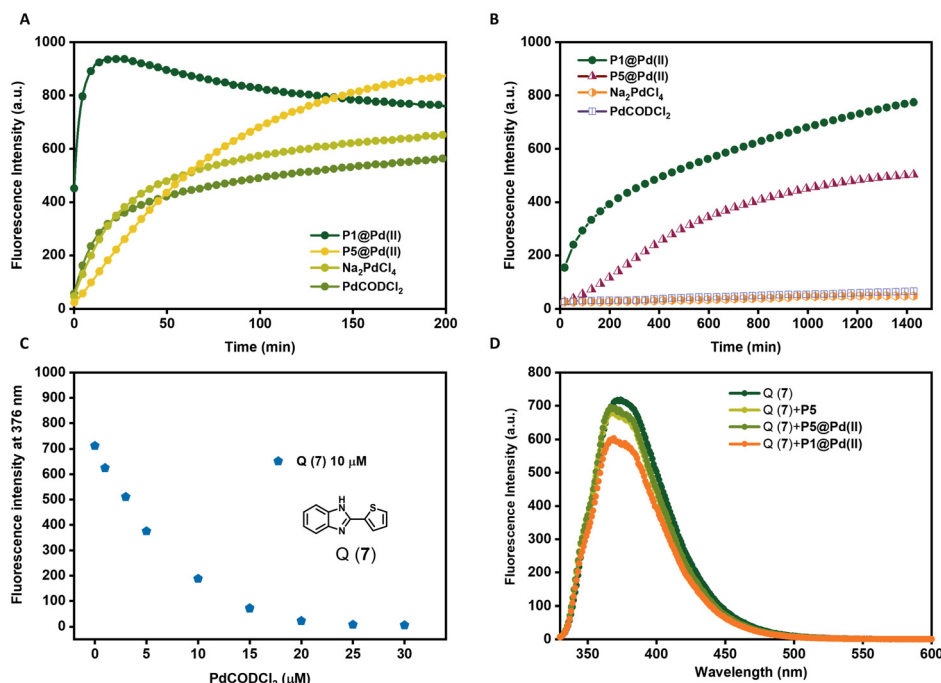 A
Fluorescence Intensity (a.u.)
1000
800
600
400
200
0
P1@Pd(II)
P5@Pd(II)
Na₂PdCl₄
PdCODCl₂
0 50 100 150 200
Time (min)
B
Fluorescence Intensity (a.u.)
1000
800
600
400
200
0
P1@Pd(II)
P5@Pd(II)
Na₂PdCl₄
PdCODCl₂
0 200 400 600 800 1000 1200 1400
Time (min)
C
Fluorescence intensity at 376 nm
1000
900
800
700
600
500
400
300
200
100
0
Q (7) 10 μM
H
N
S
N
Q (7)
0 5 10 15 20 25 30
PdCODCl₂ (μM)
D
Fluorescence Intensity (a.u.)
800
700
600
500
400
300
200
100
0
Q (7)
Q (7)+P5
Q (7)+P5@Pd(II)
Q (7)+P1@Pd(II)
350 400 450 500 550 600
Wavelength (nm)